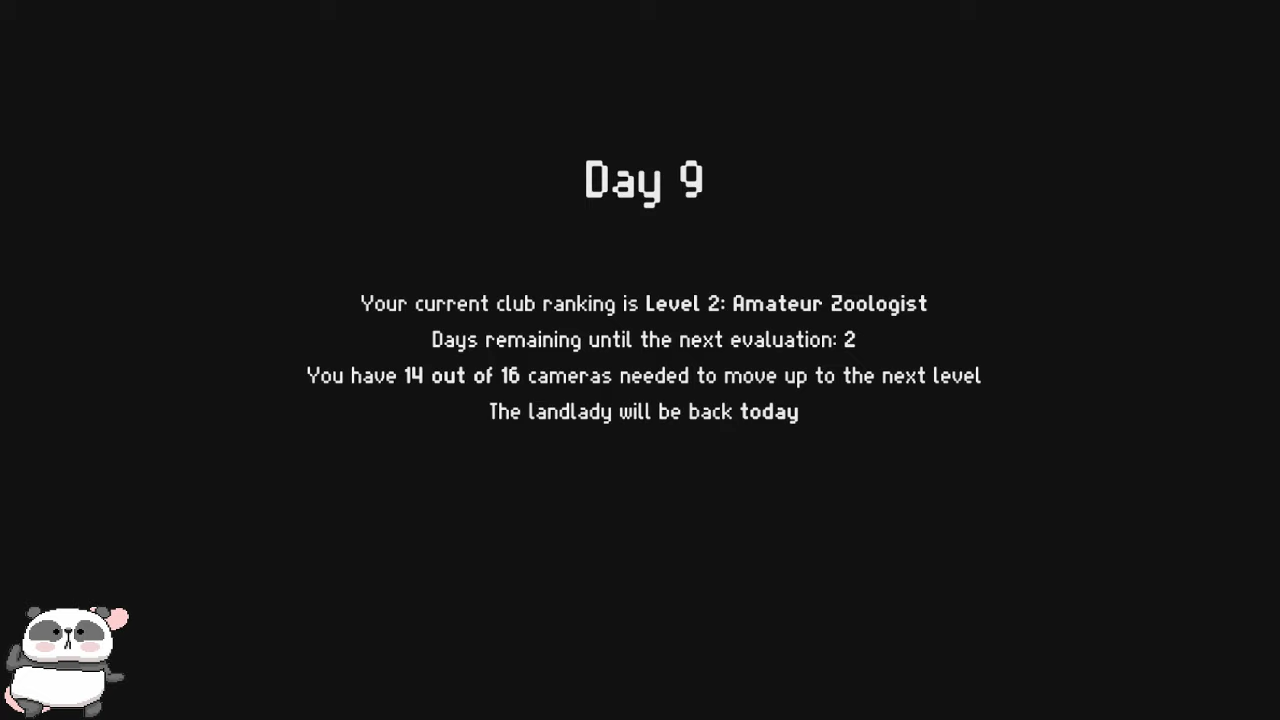 Day 9
Your current club ranking is Level 2: Amateur Zoologist
Days remaining until the next evaluation: 2
You have 14 out of 16 cameras needed to move up to the next level
The landlady will be back today